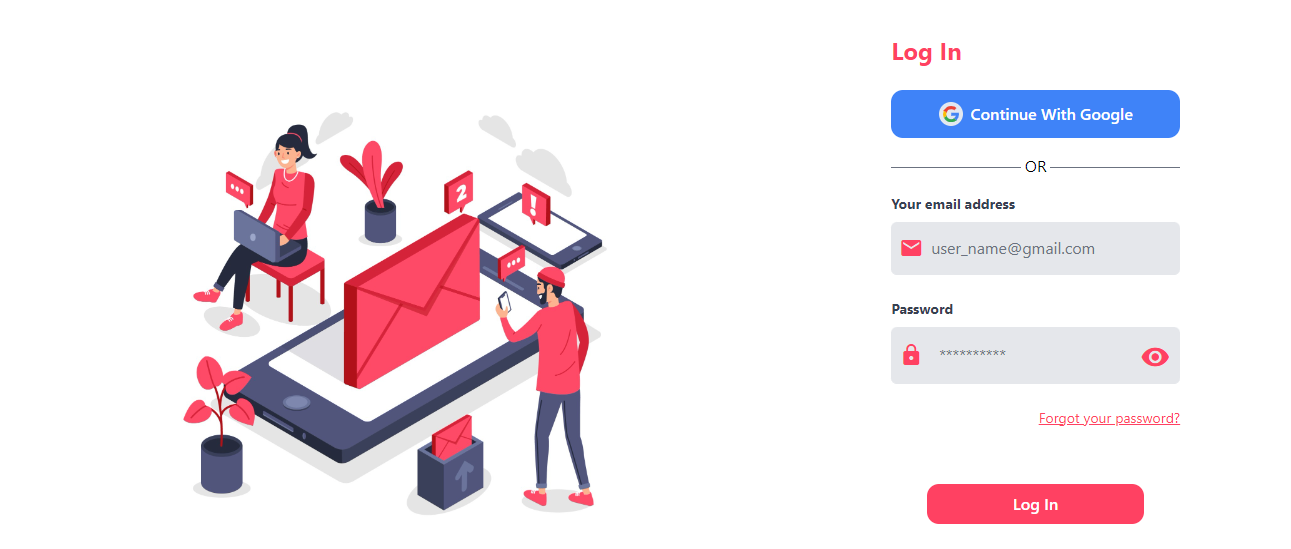 Log In
Continue With Google
OR
Your email address
user_name@gmail.com
Password
**********
Forgot your password?
Log In
2
!